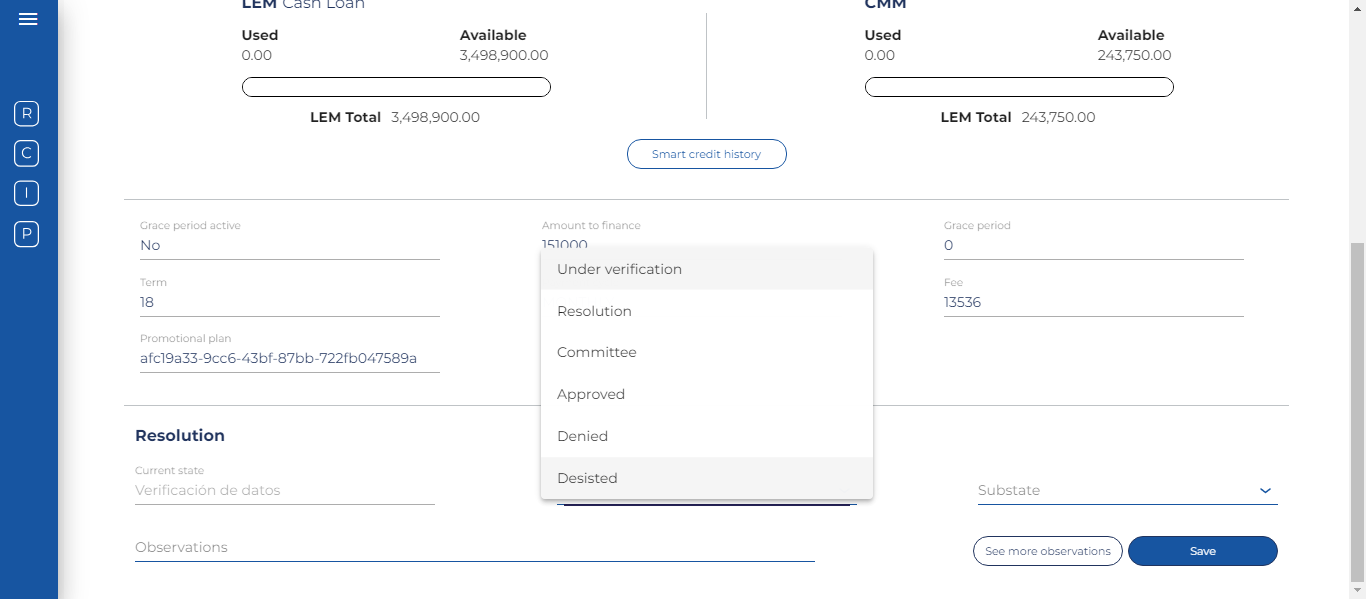 LEM Cash Loan
CMM
Used
Available
0.00
3,498,900.00
LEM Total 3,498,900.00
Used
Available
0.00
243,750.00
LEM Total 243,750.00
R
C
I
P
Smart credit history
Grace period active
No
Amount to finance
151000
Grace period
0
Term
18
Fee
13536
Promotional plan
afc19a33-9cc6-43bf-87bb-722fb047589a
Under verification
Resolution
Committee
Approved
Denied
Desisted
Resolution
Current state
Verificación de datos
Substate
Observations
See more observations
Save